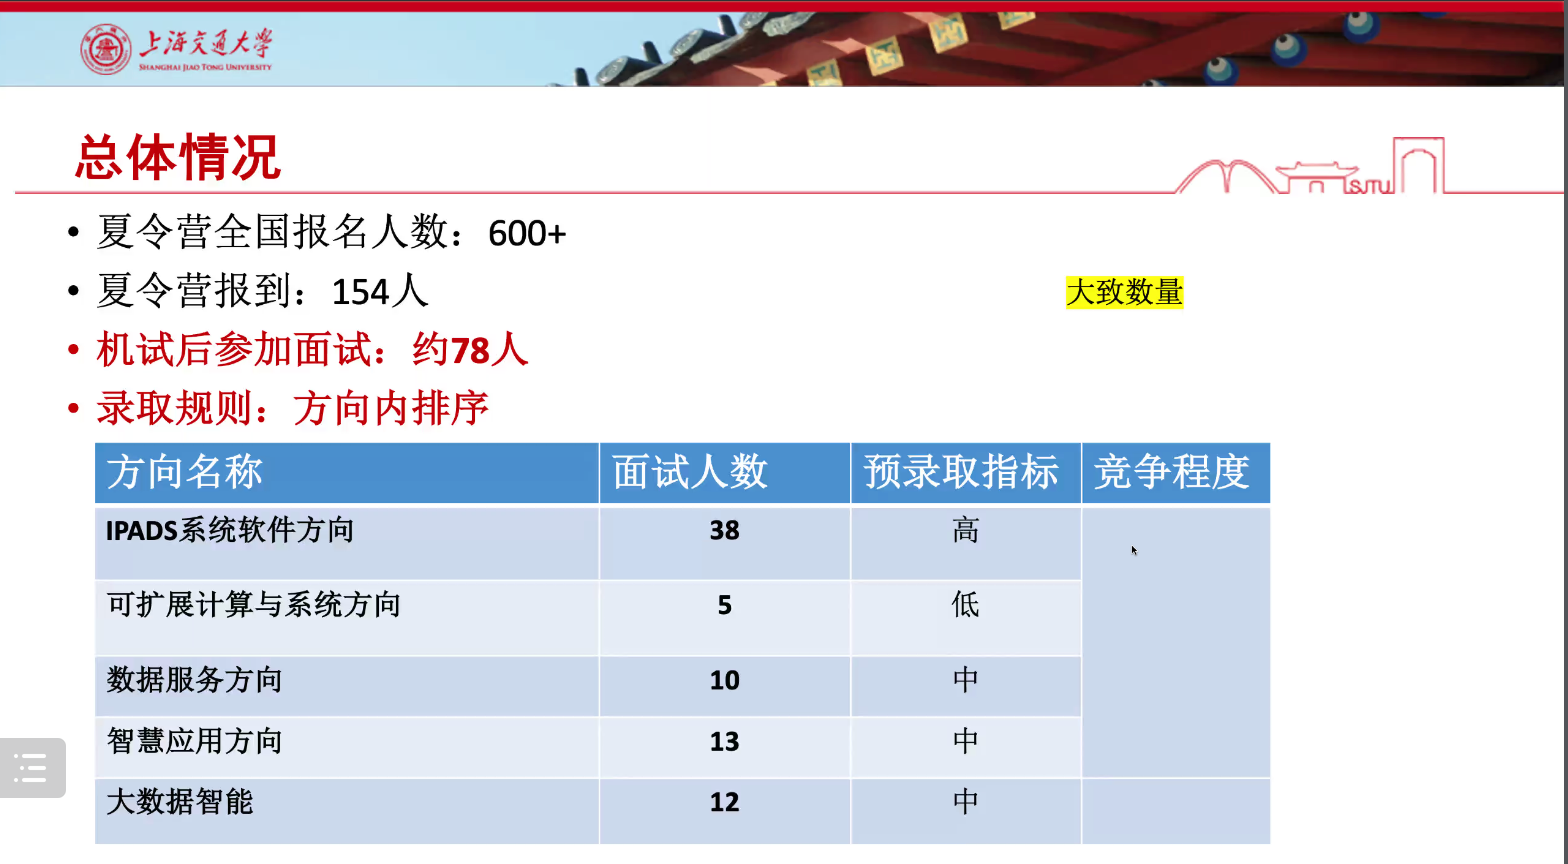 上海交通大学
SHANGHAI JIAO TONG UNIVERSITY
总体情况
SJTU
• 夏令营全国报名人数：600+
• 夏令营报到：154人
大致数量
• 机试后参加面试：约78人
• 录取规则：方向内排序
方向名称 面试人数 预录取指标 竞争程度
IPADS系统软件方向 38 高
可扩展计算与系统方向 5 低
数据服务方向 10 中
智慧应用方向 13 中
大数据智能 12 中